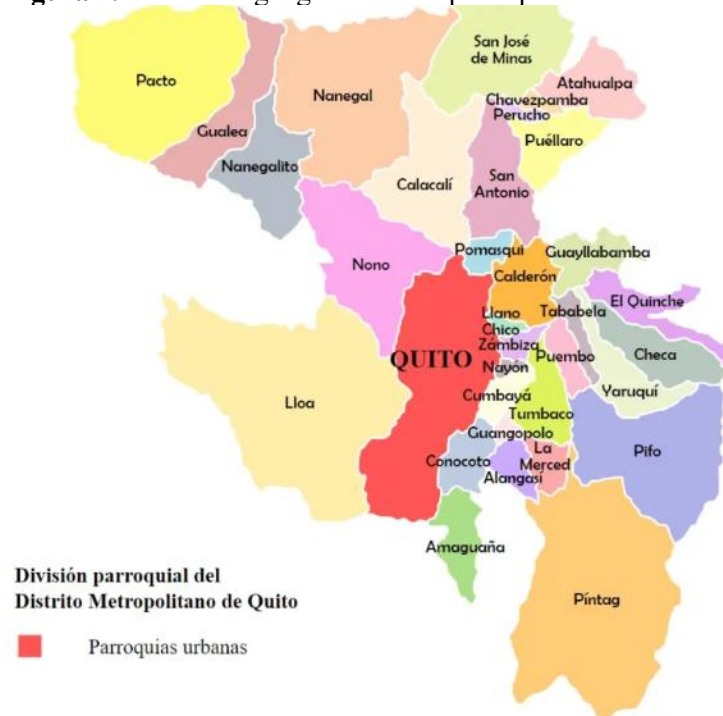 San José
de Minas
Pacto
Nanegal
Atahualpa
Chavezpamba
Perucho
Gualea
Puéllaro
Nanegalito
Calacalí
San
Antonio
Pomasqui
Guayllabamba
Nono
Calderón
El Quinche
Llano
Chico
Tababela
Zámbiza
QUITO
Puembo
Checa
Nayón
Lloa
Cumbayá
Yaruquí
Tumbaco
Guangopolo
La
Merced
Pifo
Conocoto
Alangasí
Amaguaña
Píntag
División parroquial del
Distrito Metropolitano de Quito
Parroquias urbanas